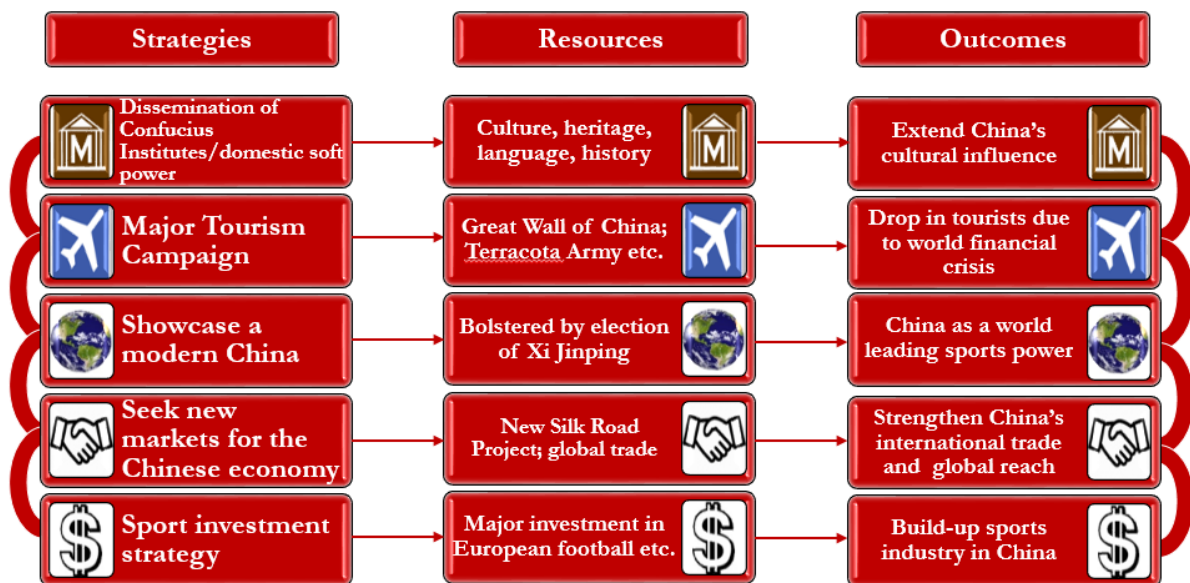 Strategies
Resources
Outcomes
Dissemination of
Confucius
Institutes/domestic soft
power
M
Culture, heritage,
language, history
M
Extend China's
cultural influence
M
Major Tourism
Campaign
Great Wall of China;
Terracota Army etc.
Drop in tourists due
to world financial
crisis
Showcase a
modern China
Bolstered by election
of Xi Jinping
China as a world
leading sports power
Seek new
markets for the
Chinese economy
New Silk Road
Project; global trade
Strengthen China's
international trade
and global reach
Sport investment
strategy
$
Major investment in
European football etc.
$
Build-up sports
industry in China
$